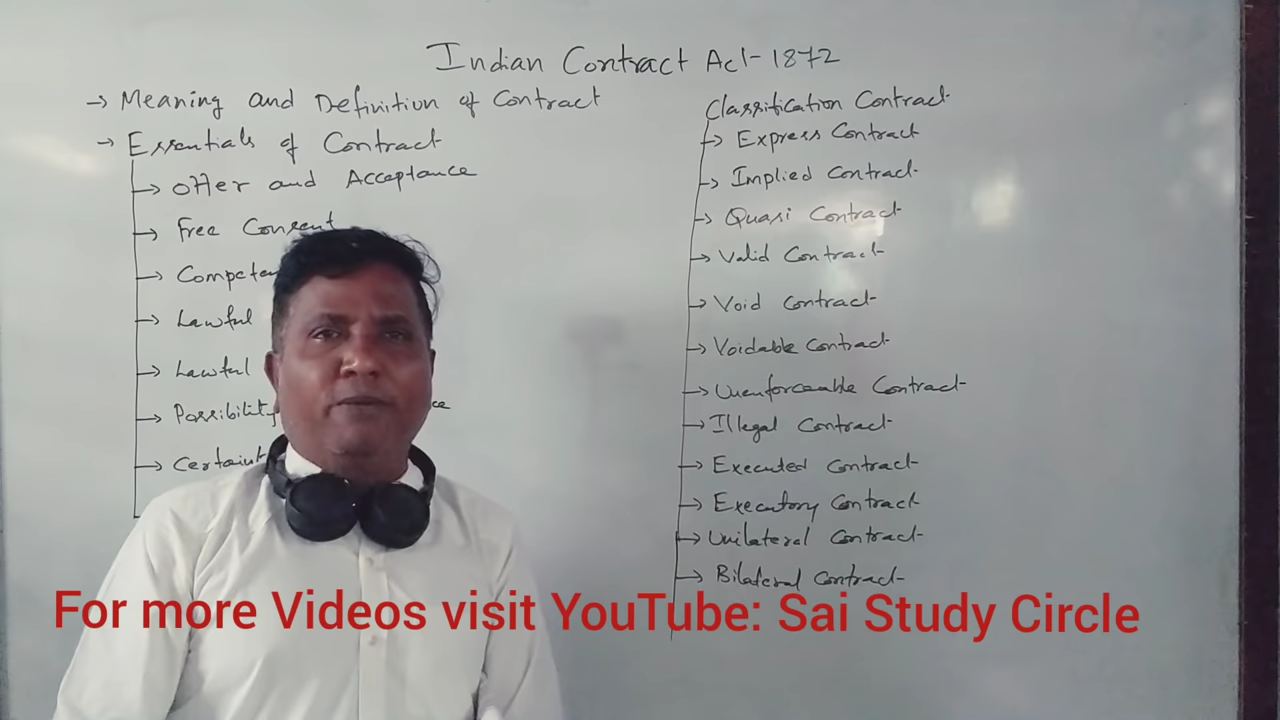 Indian Contract Act-1872
→ Meaning and Definition of Contract
→ Essentials of Contract
→ Offer and Acceptance
→ Free Consent
→ Lawful
→ Lawful
→ Possibility
Classification Contract
→ Express Contract
→ Implied Contract
→ Quasi Contract
→ Valid Contract
→ Void Contract
→ Voidable Contract
→ Unenforceable Contract
→ Illegal Contract
→ Executed Contract
→ Executory Contract
→ Unilateral Contract
→ Bilateral Contract
For more Videos visit YouTube: Sai Study Circle